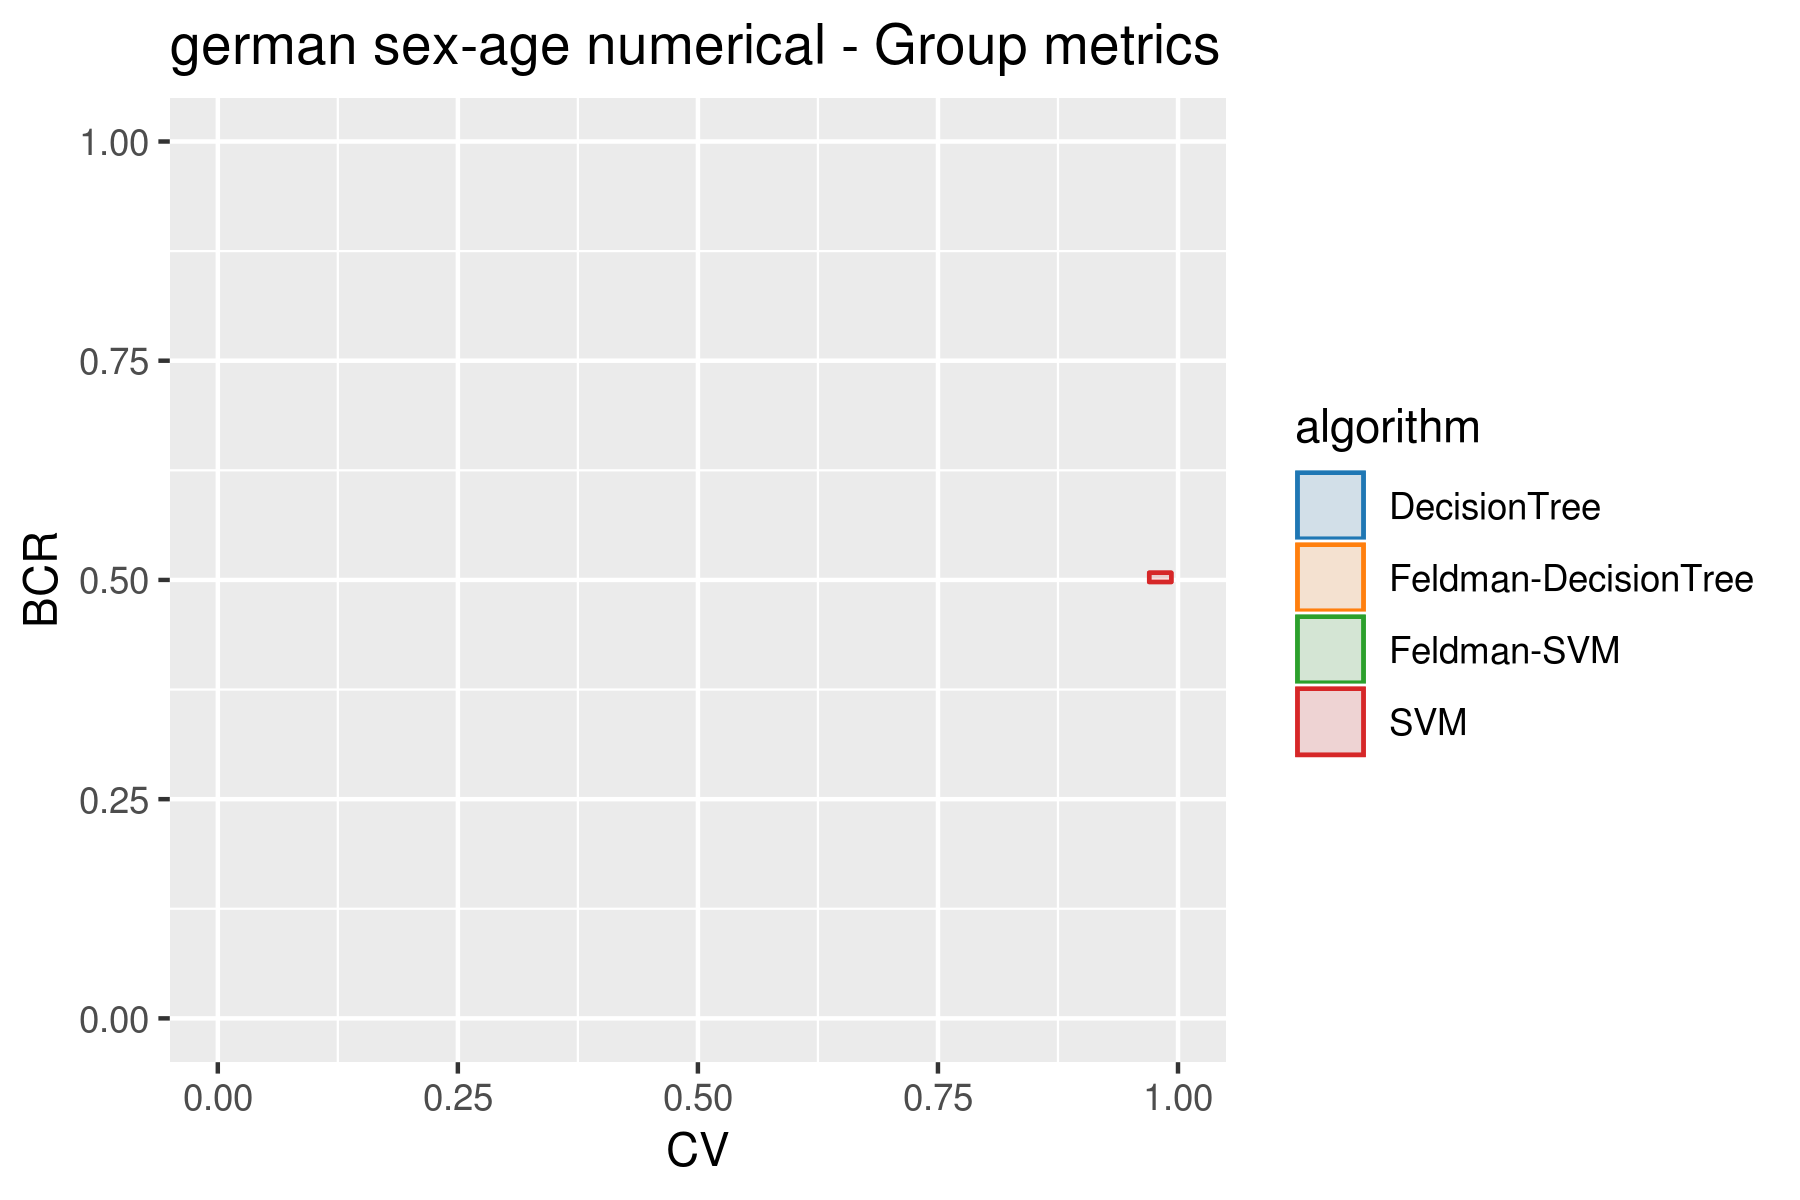 german sex-age numerical - Group metrics
1.00
0.75
0.50
0.25
0.00
BCR
0.00 0.25 0.50 0.75 1.00
CV
algorithm
DecisionTree
Feldman-DecisionTree
Feldman-SVM
SVM